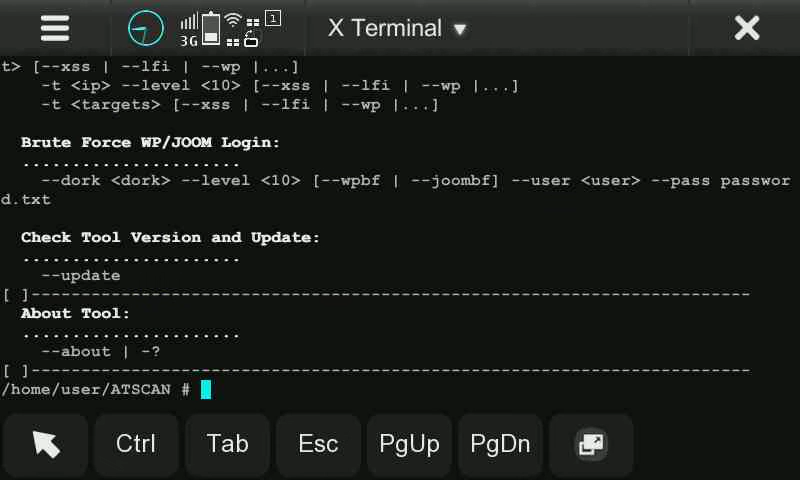 3G 1 X Terminal ▼
t> [--xss | --lfi | --wp |...]
-t <ip> --level <10> [--xss | --lfi | --wp |...]
-t <targets> [--xss | --lfi | --wp |...]
Brute Force WP/JOOM Login:
......................
--dork <dork> --level <10> [--wpbf | --joombf] --user <user> --pass passwor
d.txt
Check Tool Version and Update:
......................
--update
[ ]------------------------------------------------------------------------
About Tool:
......................
--about | -?
[ ]------------------------------------------------------------------------
/home/user/ATSCAN #
Ctrl Tab Esc PgUp PgDn